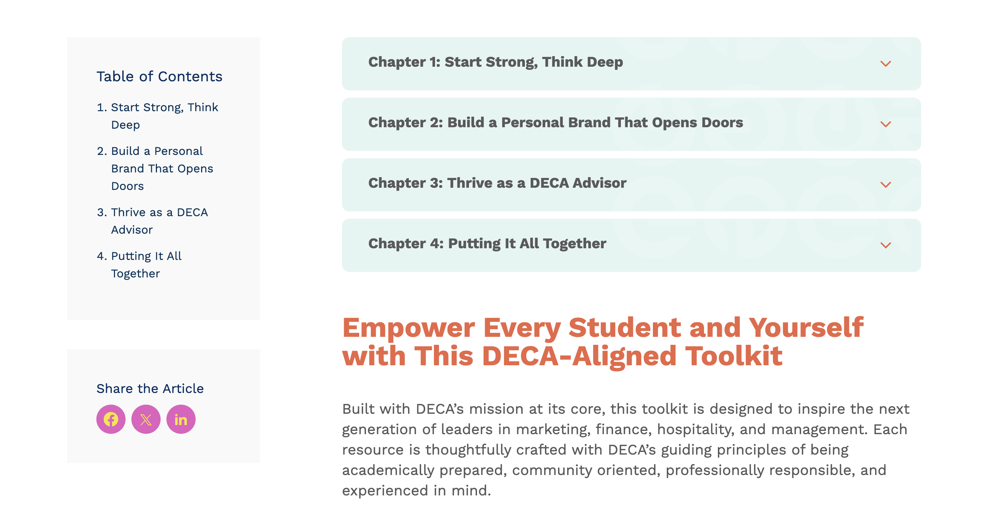 Table of Contents
1. Start Strong, Think
Deep
2. Build a Personal
Brand That Opens
Doors
3. Thrive as a DECA
Advisor
4. Putting It All
Together
Share the Article
Chapter 1: Start Strong, Think Deep
Chapter 2: Build a Personal Brand That Opens Doors
Chapter 3: Thrive as a DECA Advisor
Chapter 4: Putting It All Together
Empower Every Student and Yourself
with This DECA-Aligned Toolkit
Built with DECA’s mission at its core, this toolkit is designed to inspire the next
generation of leaders in marketing, finance, hospitality, and management. Each
resource is thoughtfully crafted with DECA’s guiding principles of being
academically prepared, community oriented, professionally responsible, and
experienced in mind.